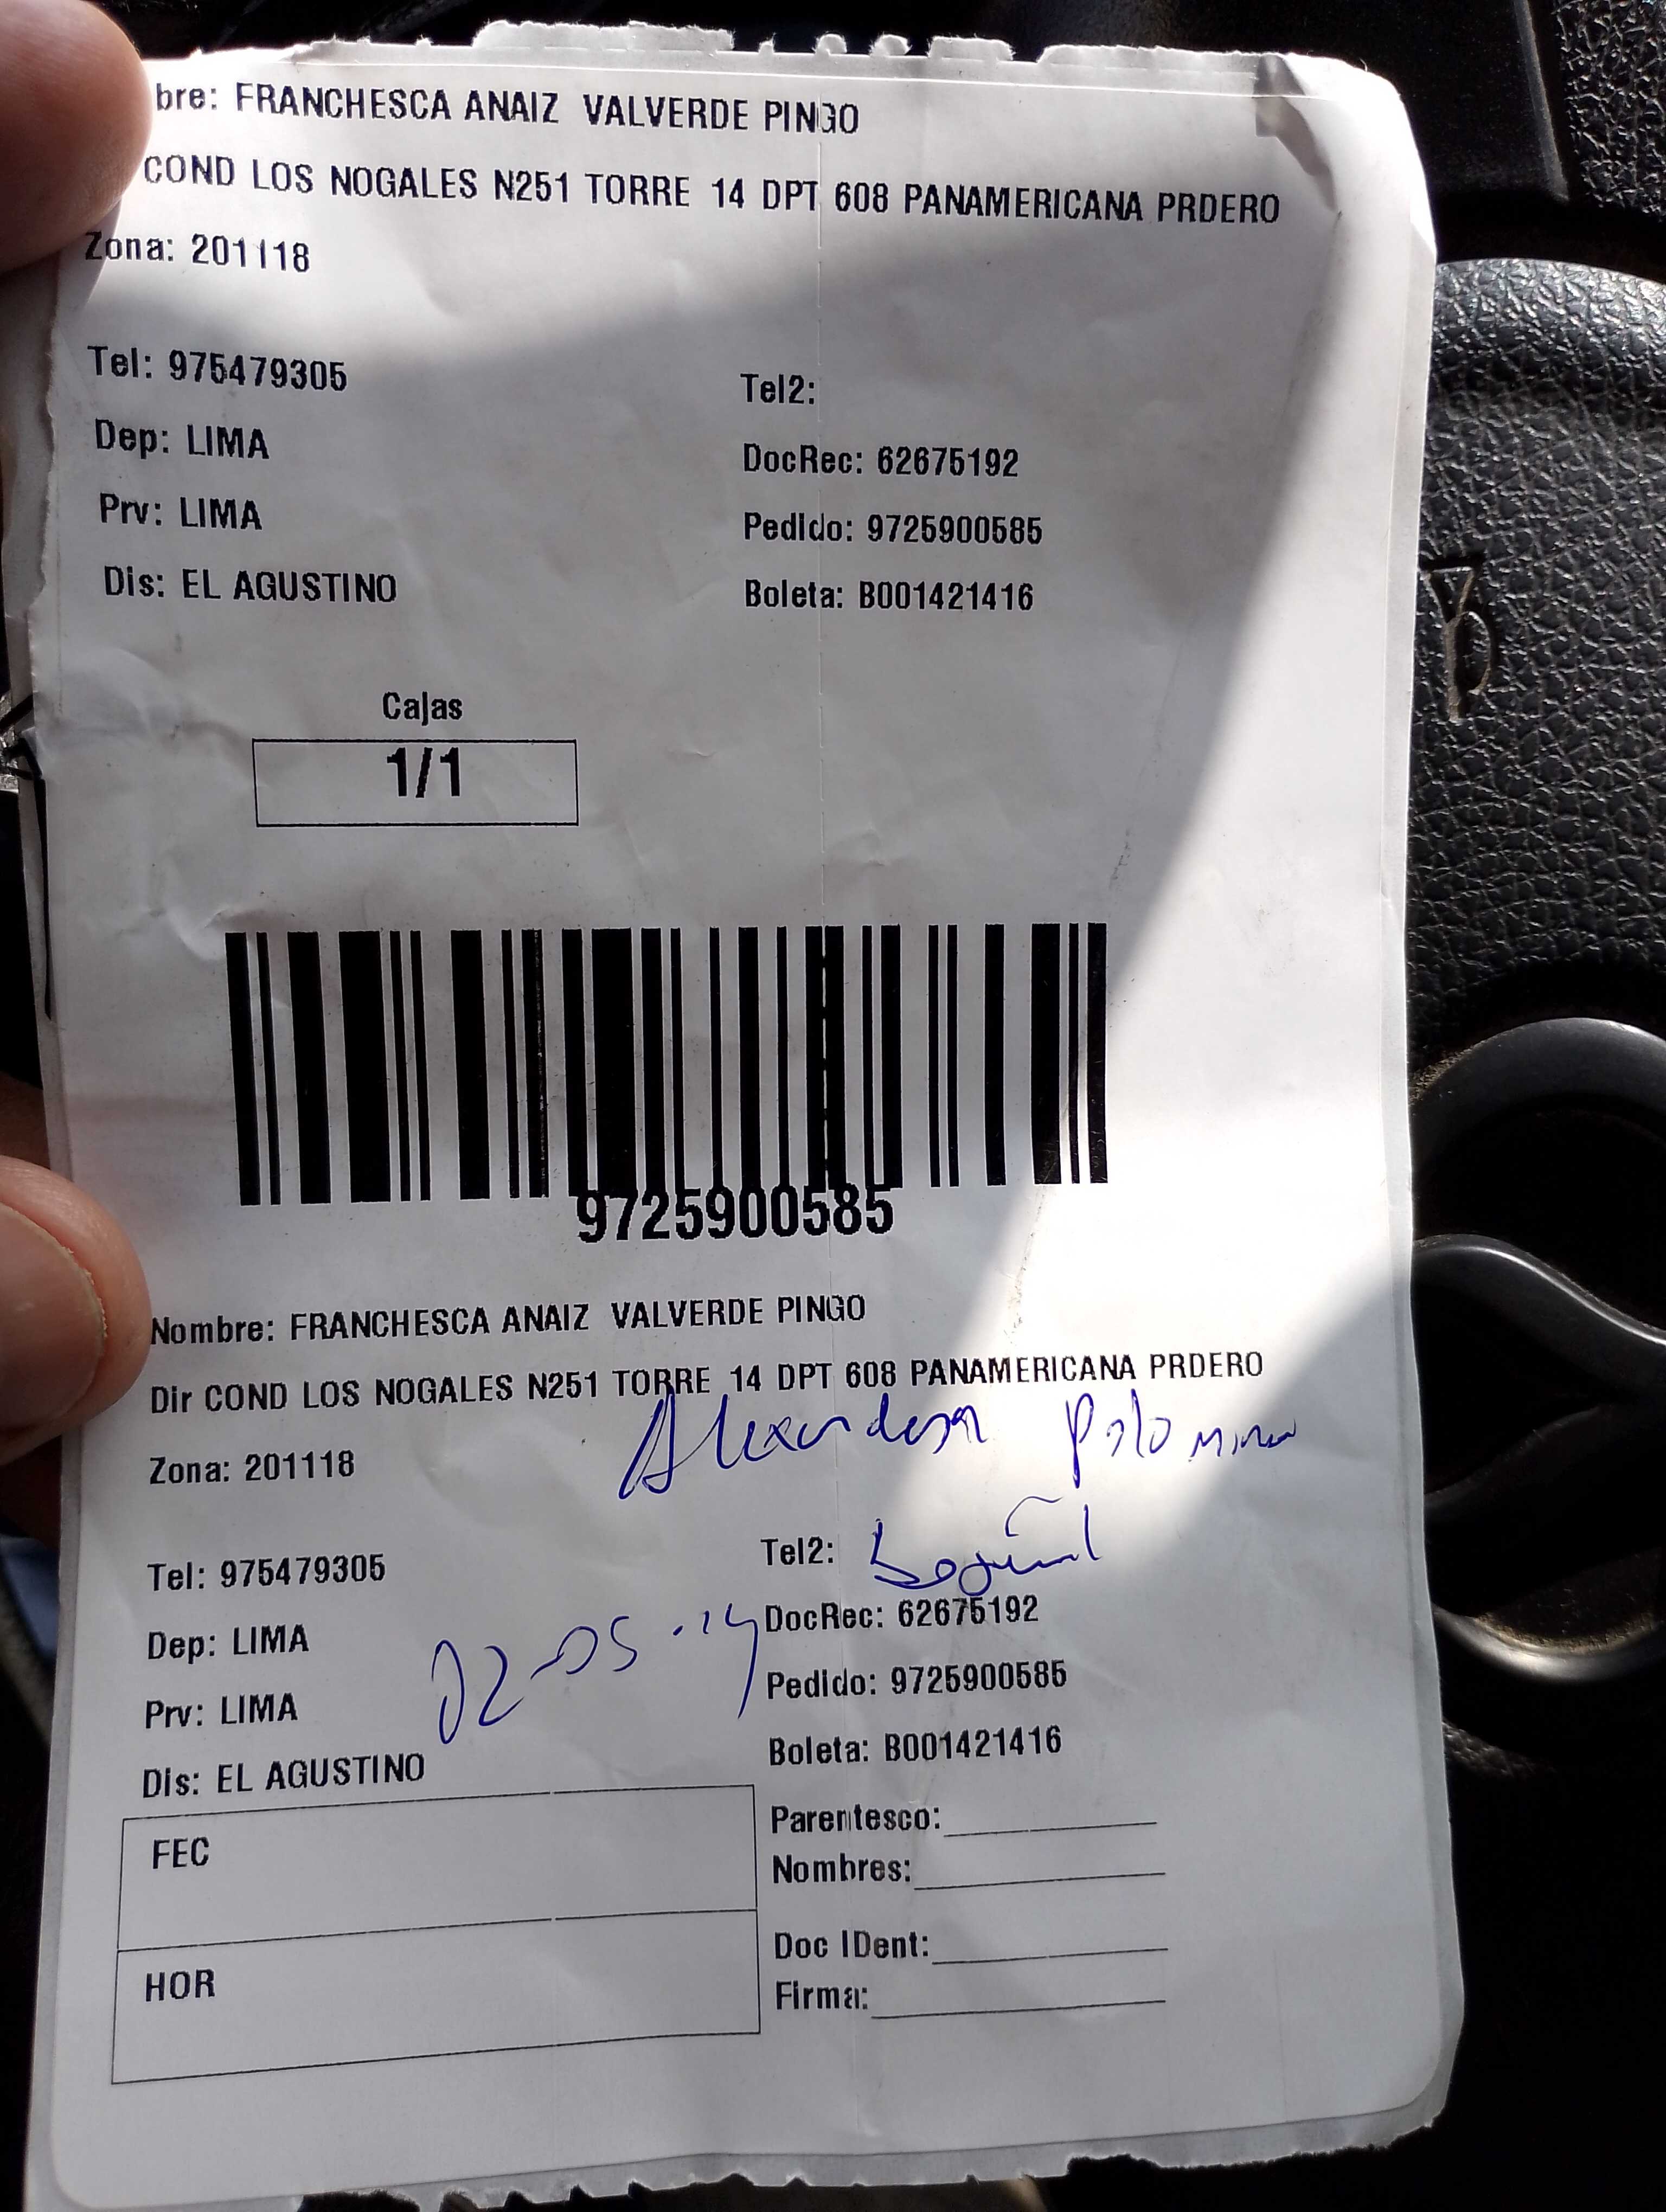 bre: FRANCHESCA ANAIZ VALVERDE PINGO
COND LOS NOGALES N251 TORRE 14 DPT 608 PANAMERICANA PRDERO
Zona: 201118
Tel: 975479305
Tel2:
Dep: LIMA
DocRec: 62675192
Prv: LIMA
Pedido: 9725900585
Dis: EL AGUSTINO
Boleta: B001421416
Cajas
1/1
9725900585
Nombre: FRANCHESCA ANAIZ VALVERDE PINGO
Dir COND LOS NOGALES N251 TORRE 14 DPT 608 PANAMERICANA PRDERO
Zona: 201118
Tel: 975479305
Tel2:
Dep: LIMA
02-05-
DocRec: 62675192
Prv: LIMA
Pedido: 9725900585
Dis: EL AGUSTINO
Boleta: B001421416
FEC
Parentesco:
Nombres:
HOR
Doc IDent:
Firma: